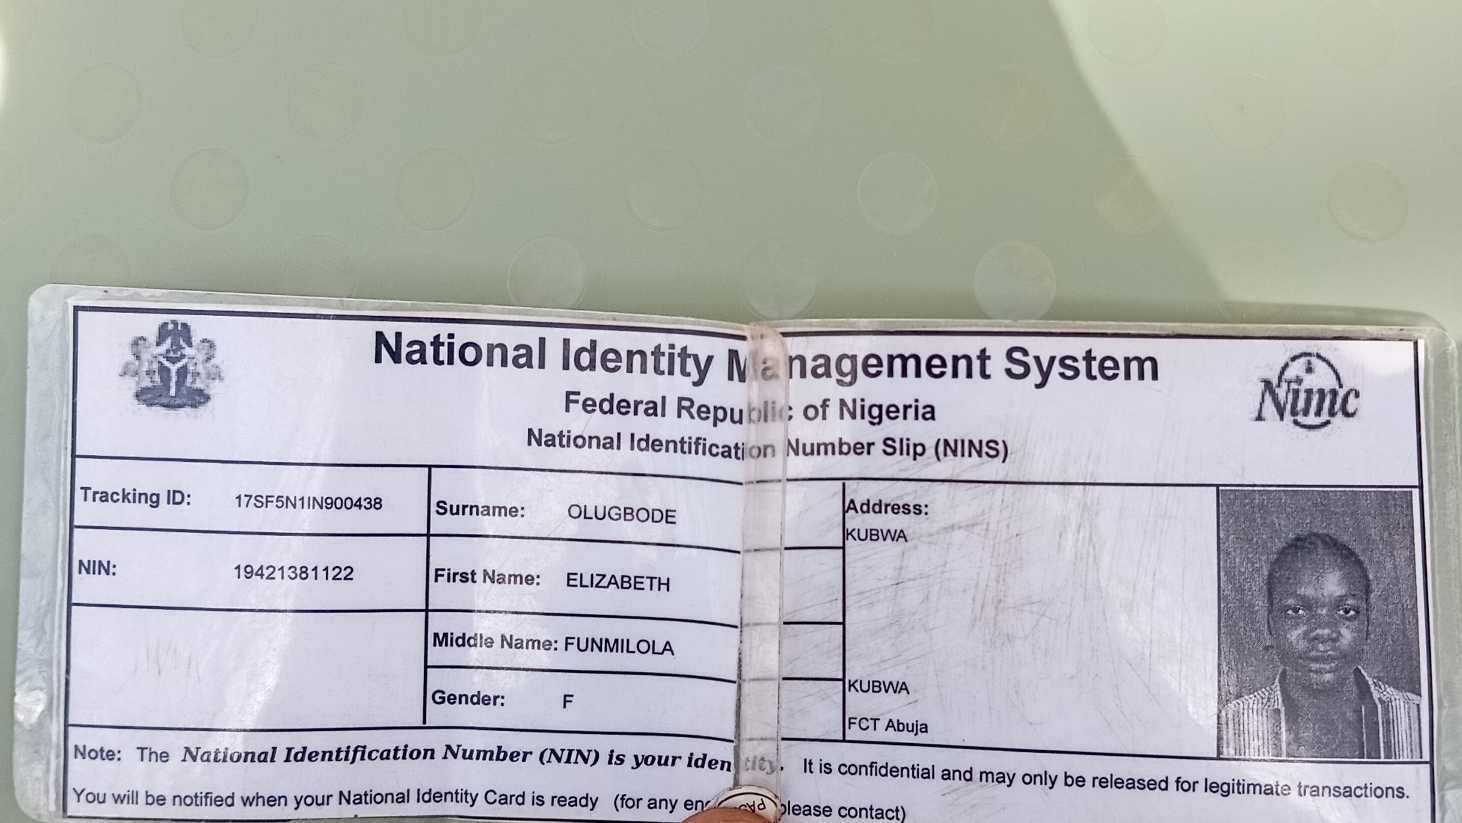 National Identity Management System
Federal Republic of Nigeria
National Identification Number Slip (NINS)
Nimc
Tracking ID: 17SF5N1IN900438
NIN: 19421381122
Surname: OLUGBODE
First Name: ELIZABETH
Middle Name: FUNMILOLA
Gender: F
Address:
KUBWA
KUBWA
FCT Abuja
Note: The National Identification Number (NIN) is your identity. It is confidential and may only be released for legitimate transactions.
You will be notified when your National Identity Card is ready (for any please contact)